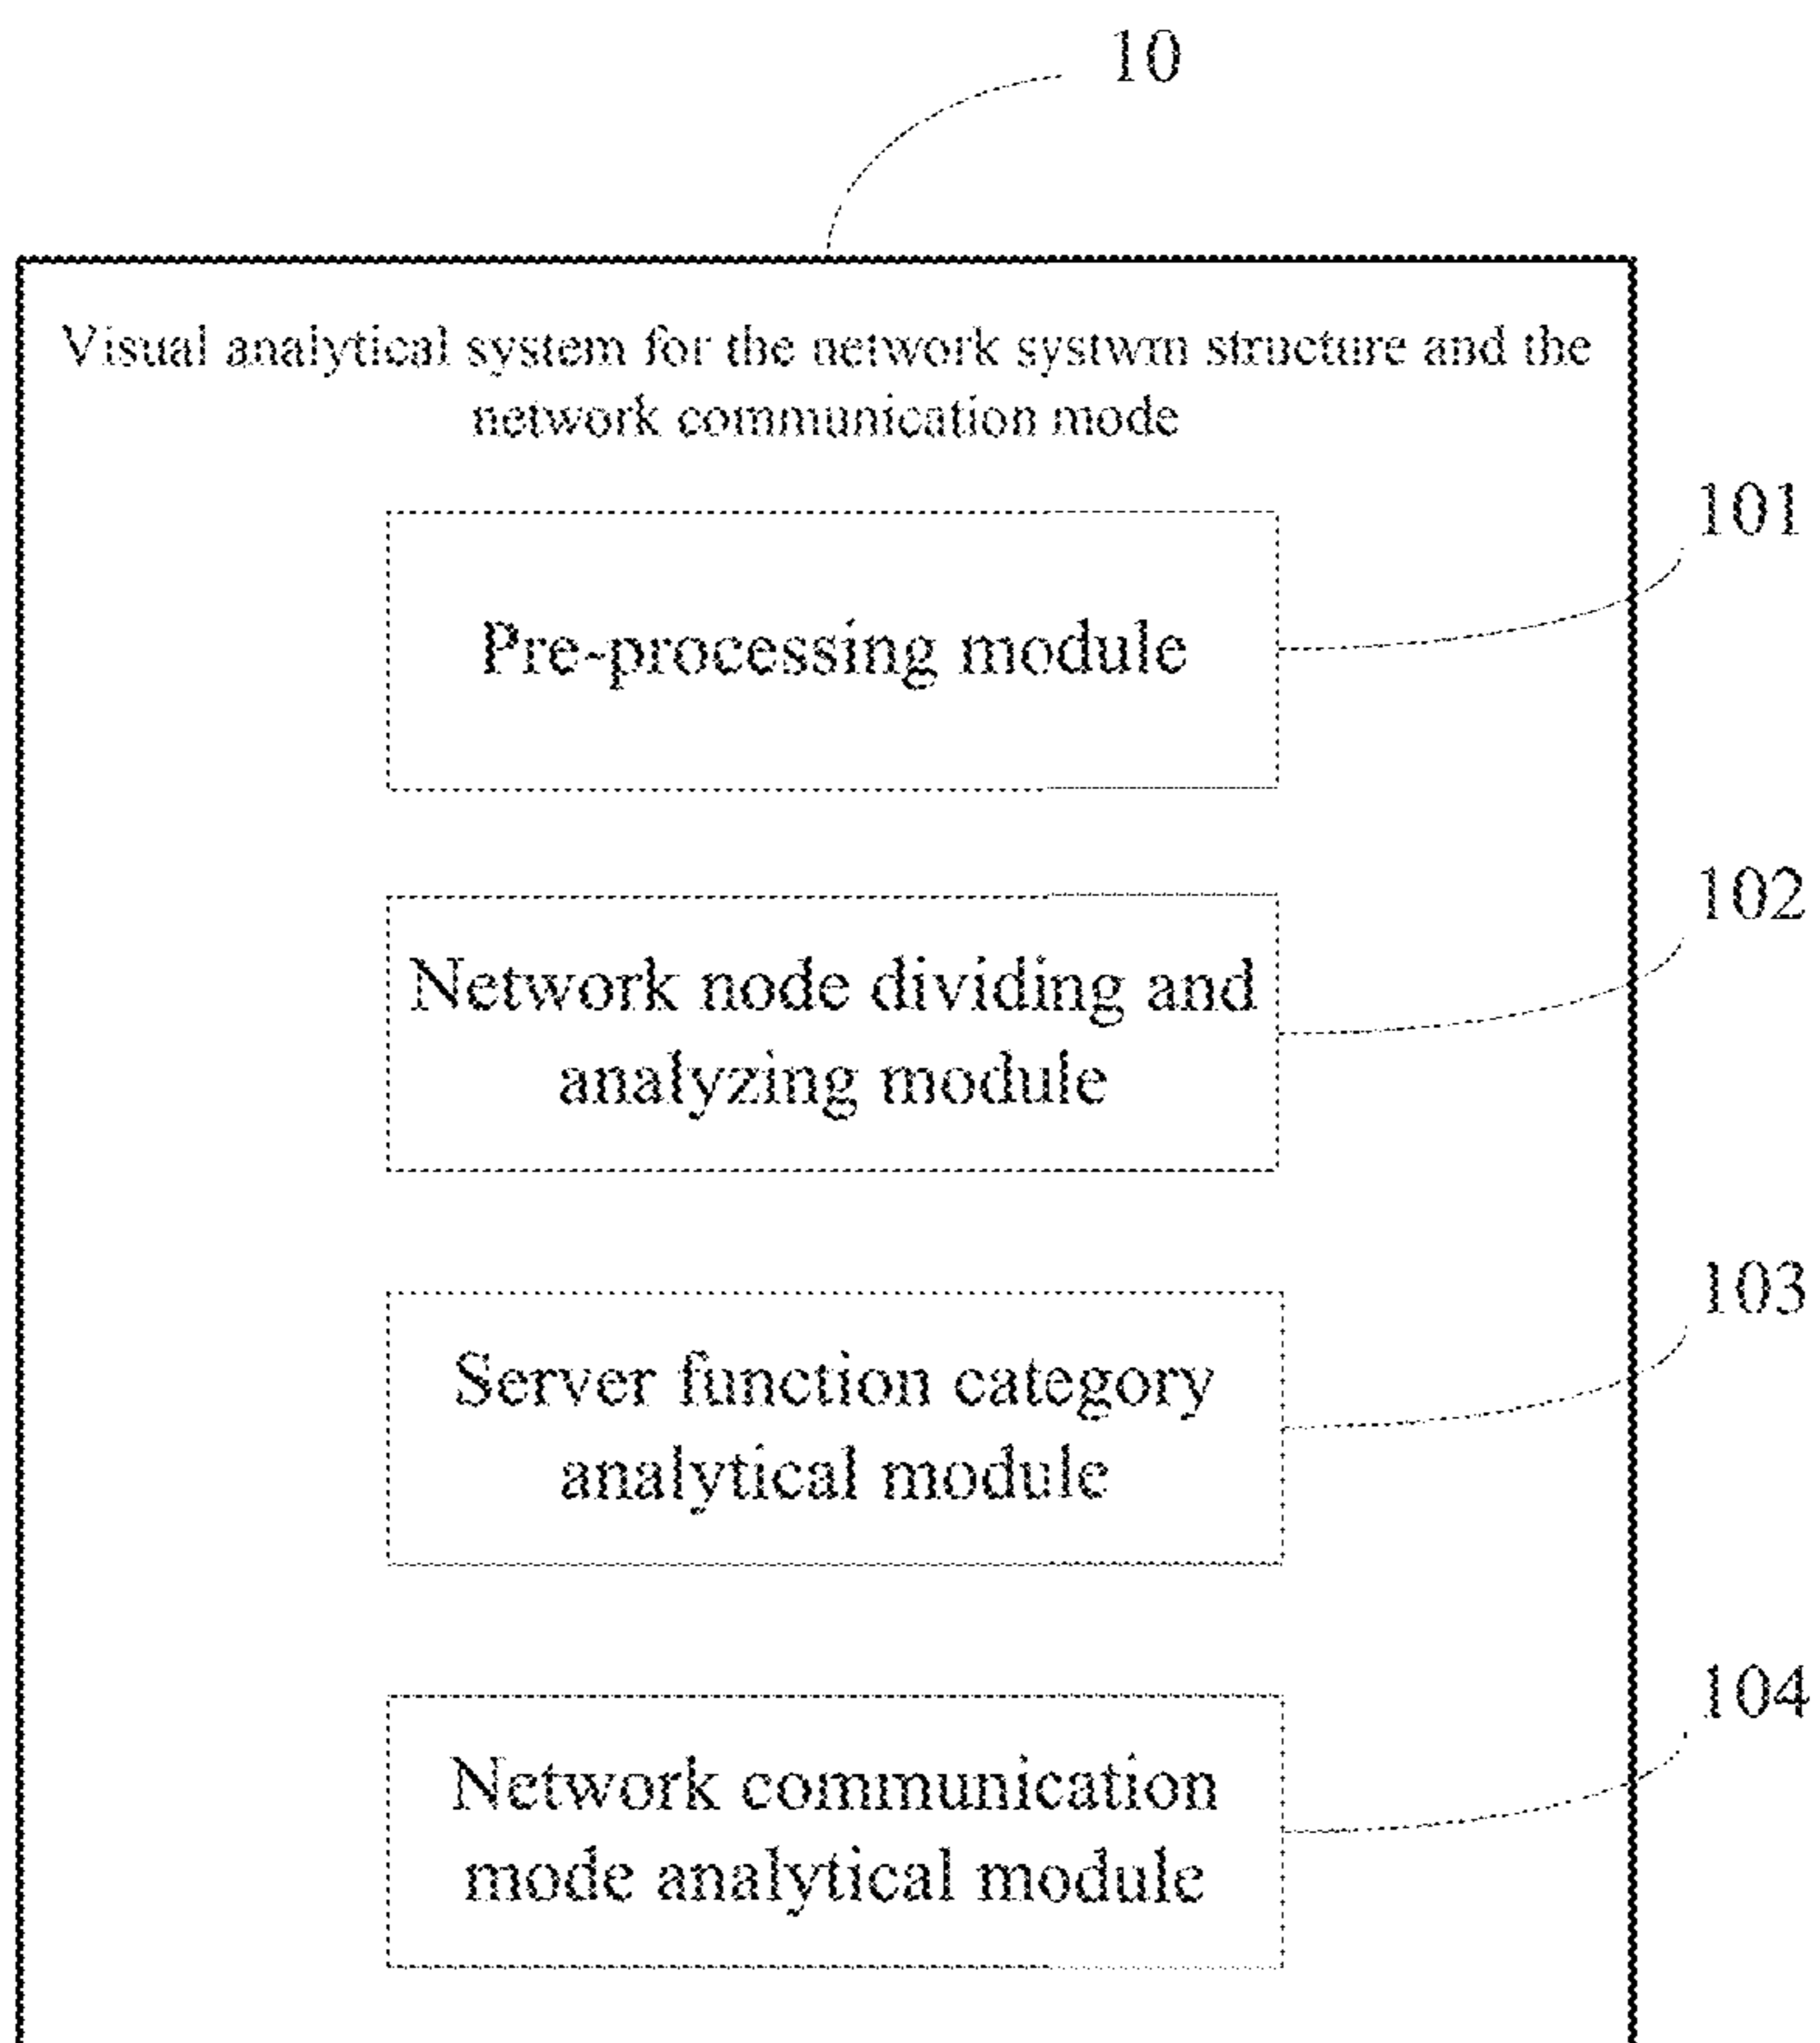 10
Visual analytical system for the network systwm structure and the
network communication mode
101
Pre-processing module
102
Network node dividing and
analyzing module
103
Server function category
analytical module
104
Network communication
mode analytical module